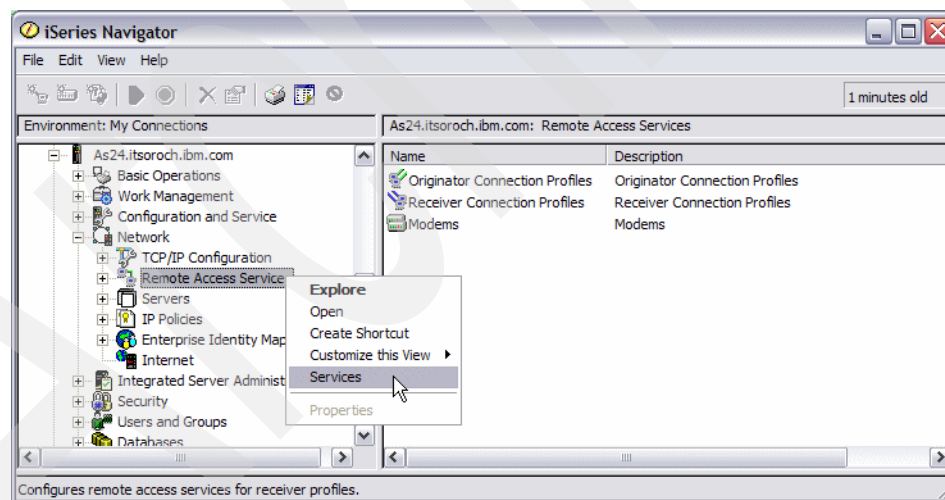 iSeries Navigator
File Edit View Help
1 minutes old
Environment: My Connections
As24.itsoroch.ibm.com: Remote Access Services
As24.itsoroch.ibm.com
Basic Operations
Work Management
Configuration and Service
Network
TCP/IP Configuration
Remote Access Service
Servers
IP Policies
Enterprise Identity Map
Internet
Integrated Server Administ
Security
Users and Groups
Databases
Name Description
Originator Connection Profiles Originator Connection Profiles
Receiver Connection Profiles Receiver Connection Profiles
Modems Modems
Explore
Open
Create Shortcut
Customize this View
Services
Properties
Configures remote access services for receiver profiles.